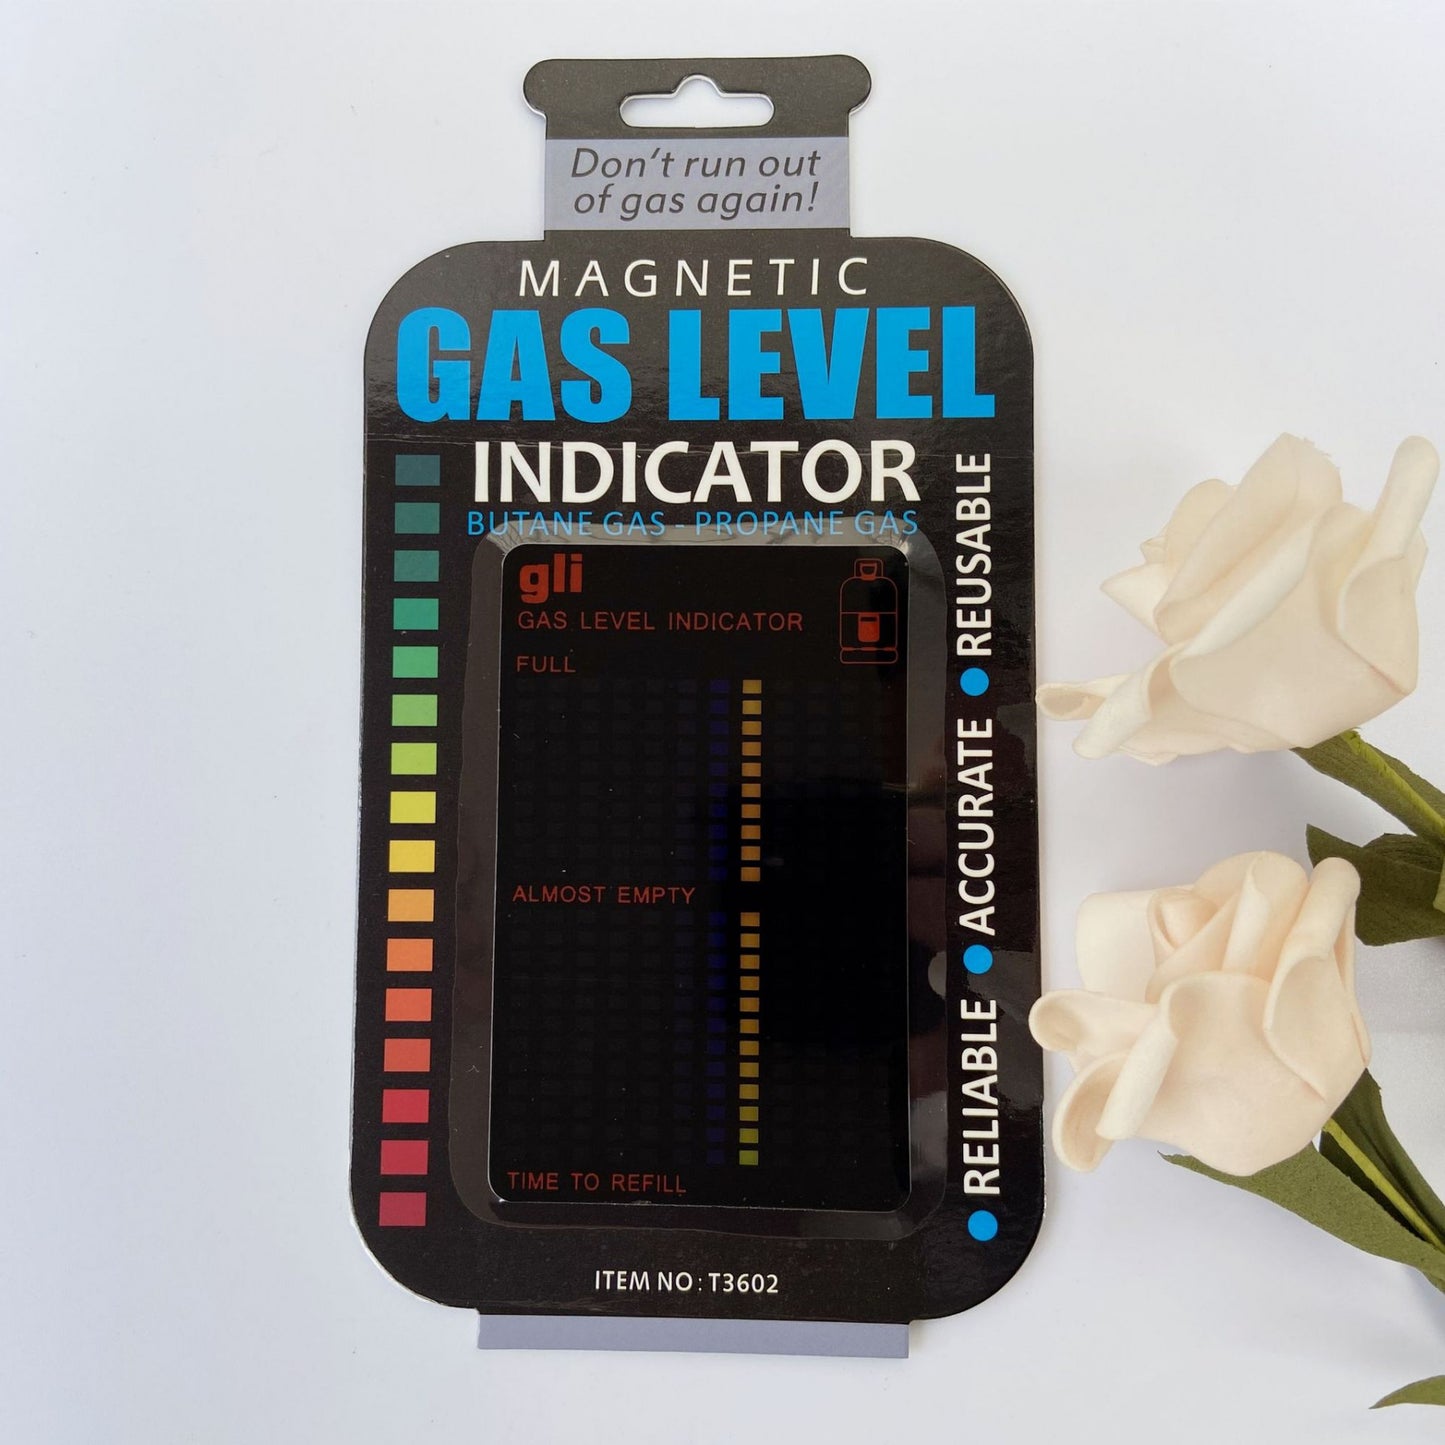 Don't run out
of gas again!
MAGNETIC
GAS LEVEL
INDICATOR
BUTANE GAS - PROPANE GAS
gli
GAS LEVEL INDICATOR
FULL
ALMOST EMPTY
TIME TO REFILL
RELIABLE • ACCURATE • REUSABLE
ITEM NO : T3602